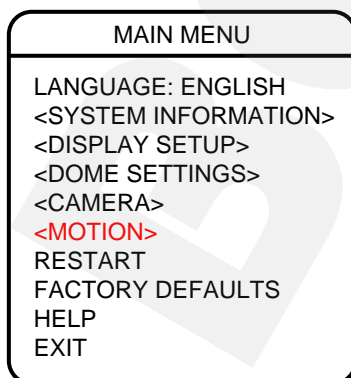 MAIN MENU
LANGUAGE: ENGLISH
<SYSTEM INFORMATION>
<DISPLAY SETUP>
<DOME SETTINGS>
<CAMERA>
<MOTION>
RESTART
FACTORY DEFAULTS
HELP
EXIT